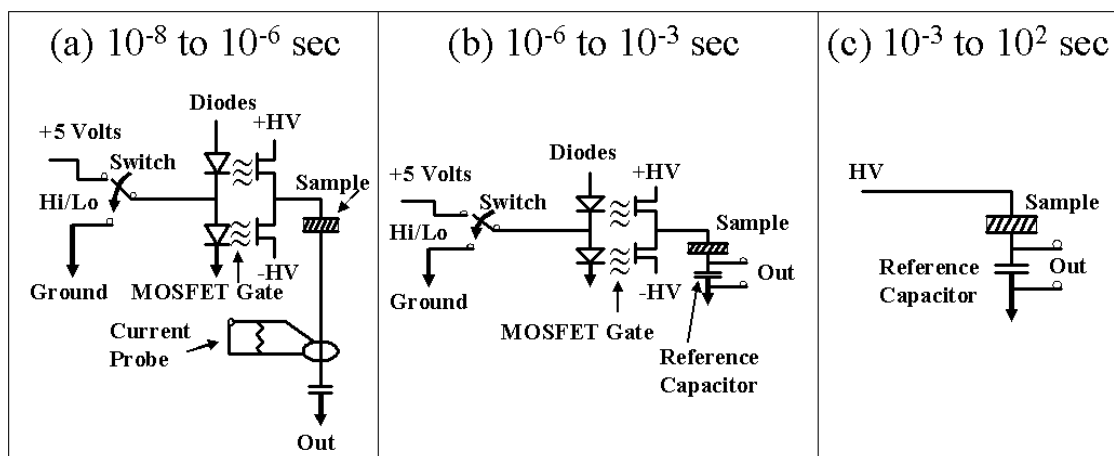 (a) 10⁻⁸ to 10⁻⁶ sec
Diodes
+HV
+5 Volts
Switch
Sample
Hi/Lo
-HV
Ground
MOSFET Gate
Current
Probe
Out
(b) 10⁻⁶ to 10⁻³ sec
Diodes
+HV
+5 Volts
Switch
Sample
Hi/Lo
Out
-HV
Ground
MOSFET Gate
Reference
Capacitor
(c) 10⁻³ to 10² sec
HV
Sample
Reference
Capacitor
Out